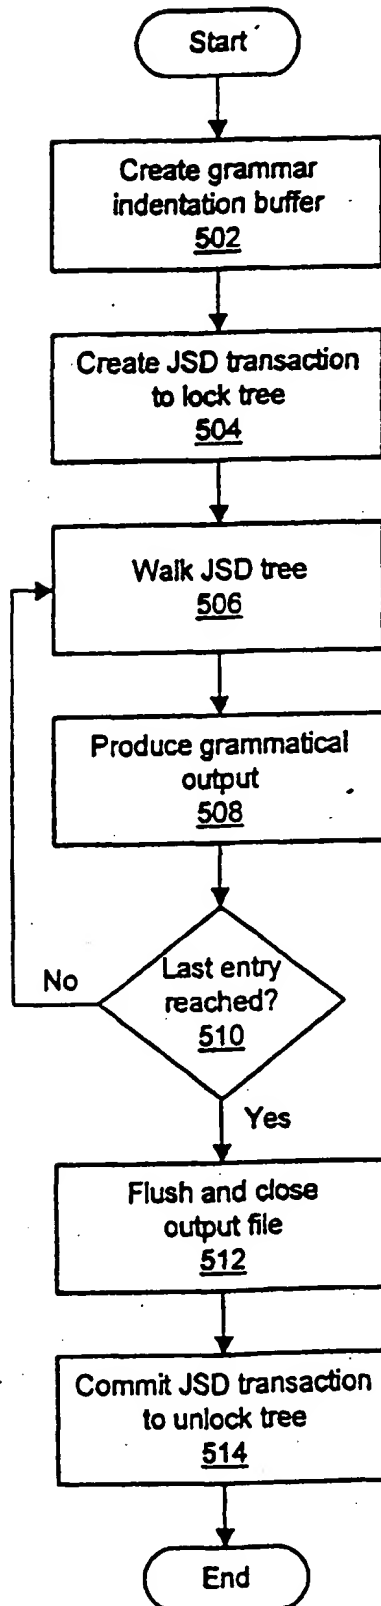 Start
Create grammar
indentation buffer
502
Create JSD transaction
to lock tree
504
Walk JSD tree
506
Produce grammatical
output
508
No
Last entry
reached?
510
Yes
Flush and close
output file
512
Commit JSD transaction
to unlock tree
514
End